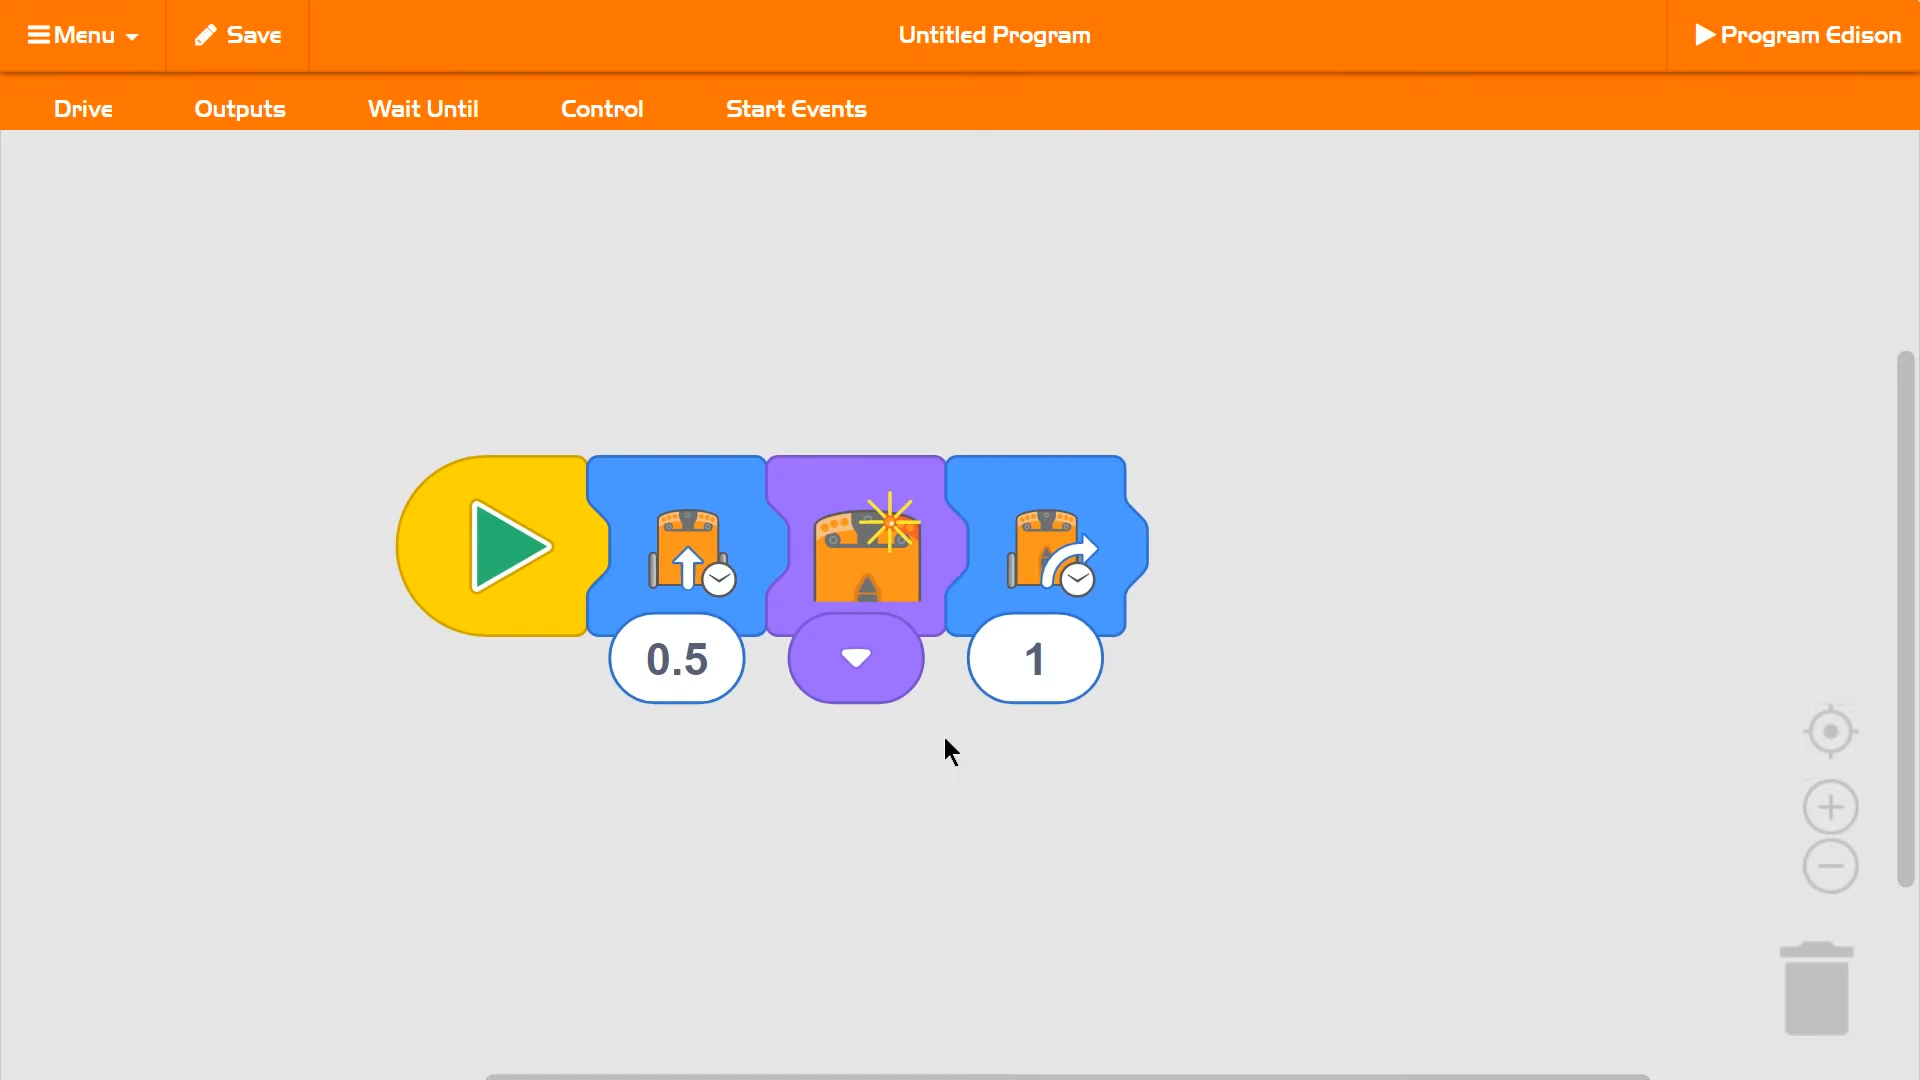 Menu Save Untitled Program Program Edison
Drive Outputs Wait Until Control Start Events
0.5 1